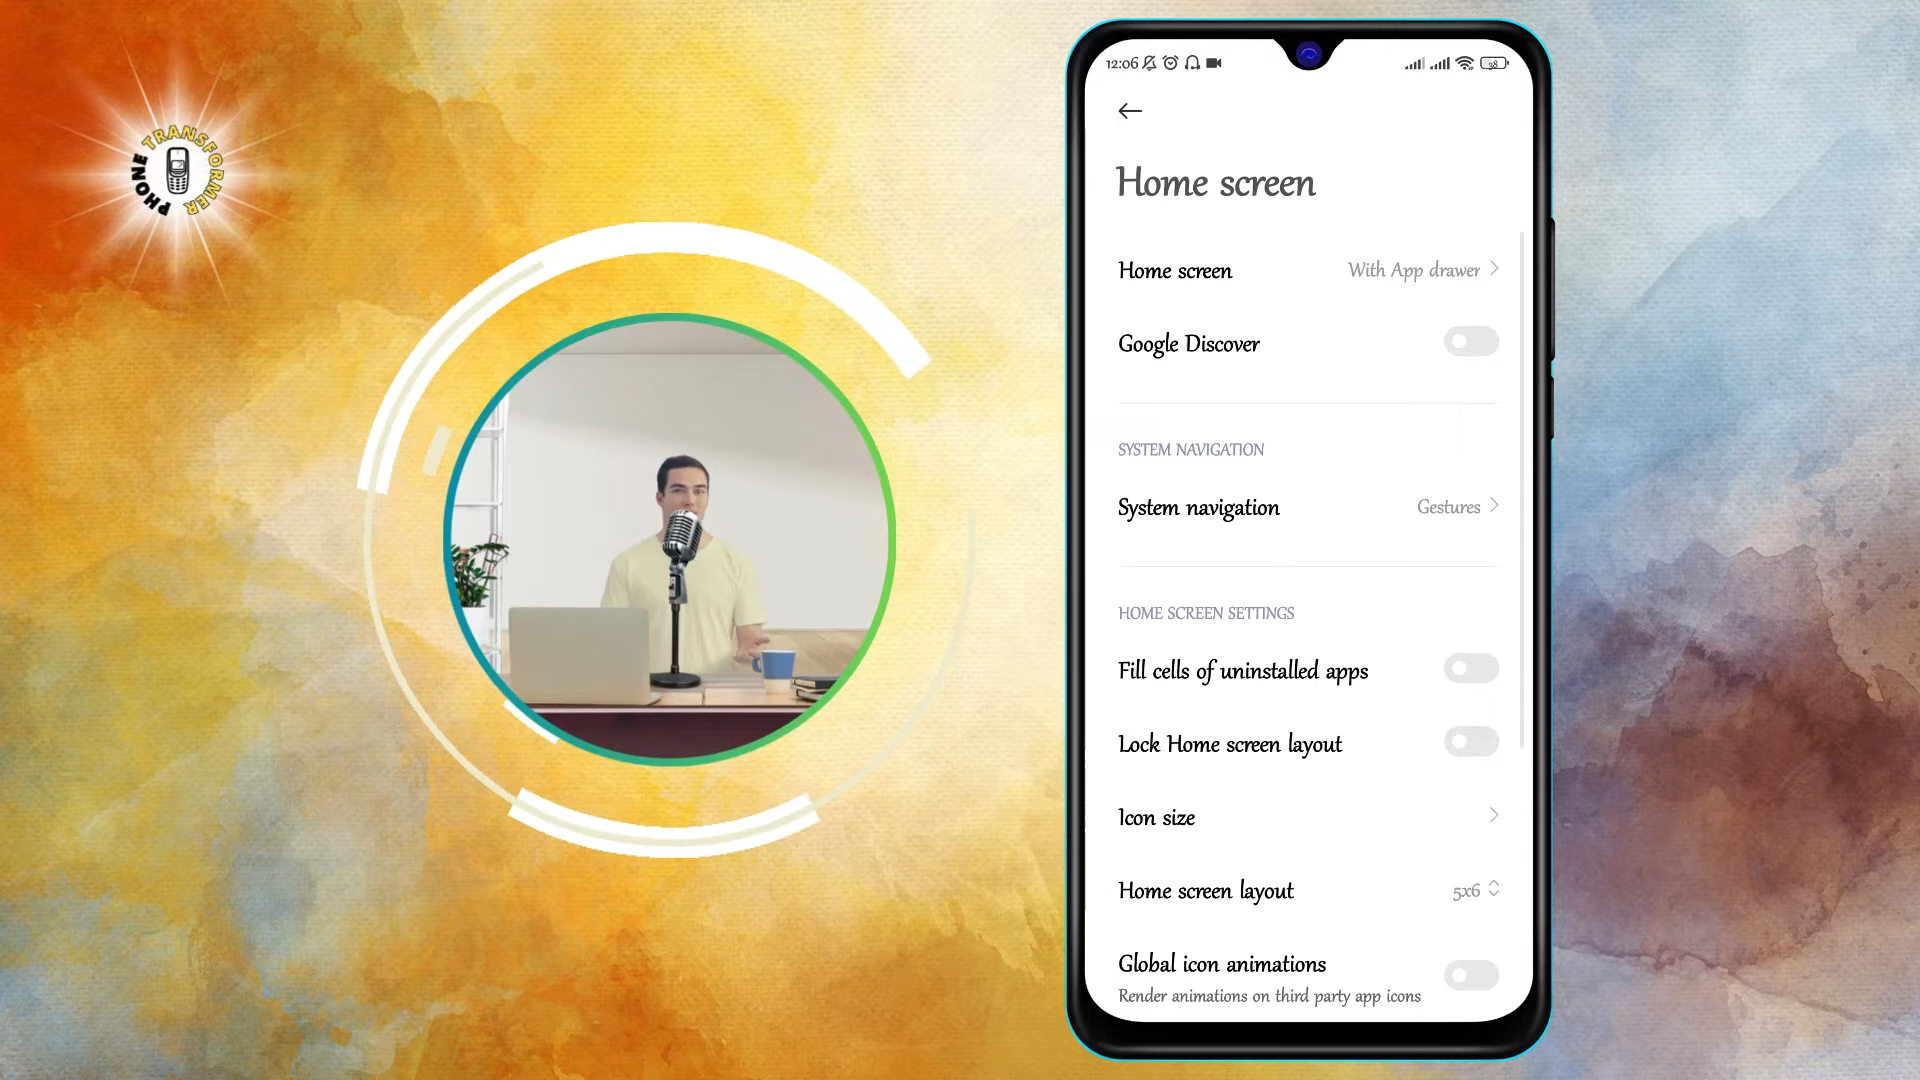 PHONE TRANSFORMER
12:06
38
Home screen
Home screen
With App drawer
Google Discover
SYSTEM NAVIGATION
System navigation
Gestures
HOME SCREEN SETTINGS
Fill cells of uninstalled apps
Lock Home screen layout
Icon size
Home screen layout
5x6
Global icon animations
Render animations on third party app icons